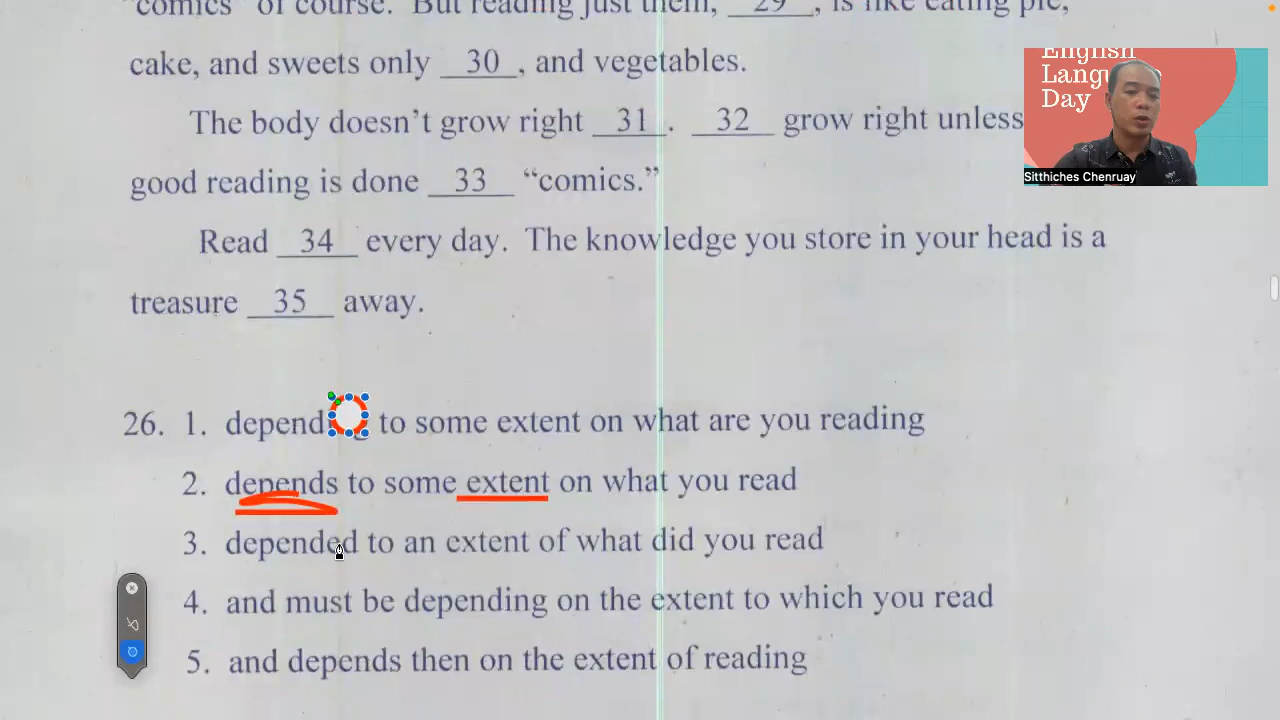 "comics" of course. But reading just them, 29, is like eating pie,
cake, and sweets only 30, and vegetables.
The body doesn't grow right 31. 32 grow right unless
good reading is done 33 "comics."
Read 34 every day. The knowledge you store in your head is a
treasure 35 away.
26. 1. depending to some extent on what are you reading
2. depends to some extent on what you read
3. depended to an extent of what did you read
4. and must be depending on the extent to which you read
5. and depends then on the extent of reading
English
Language
Day
Sitthiches Chenruay